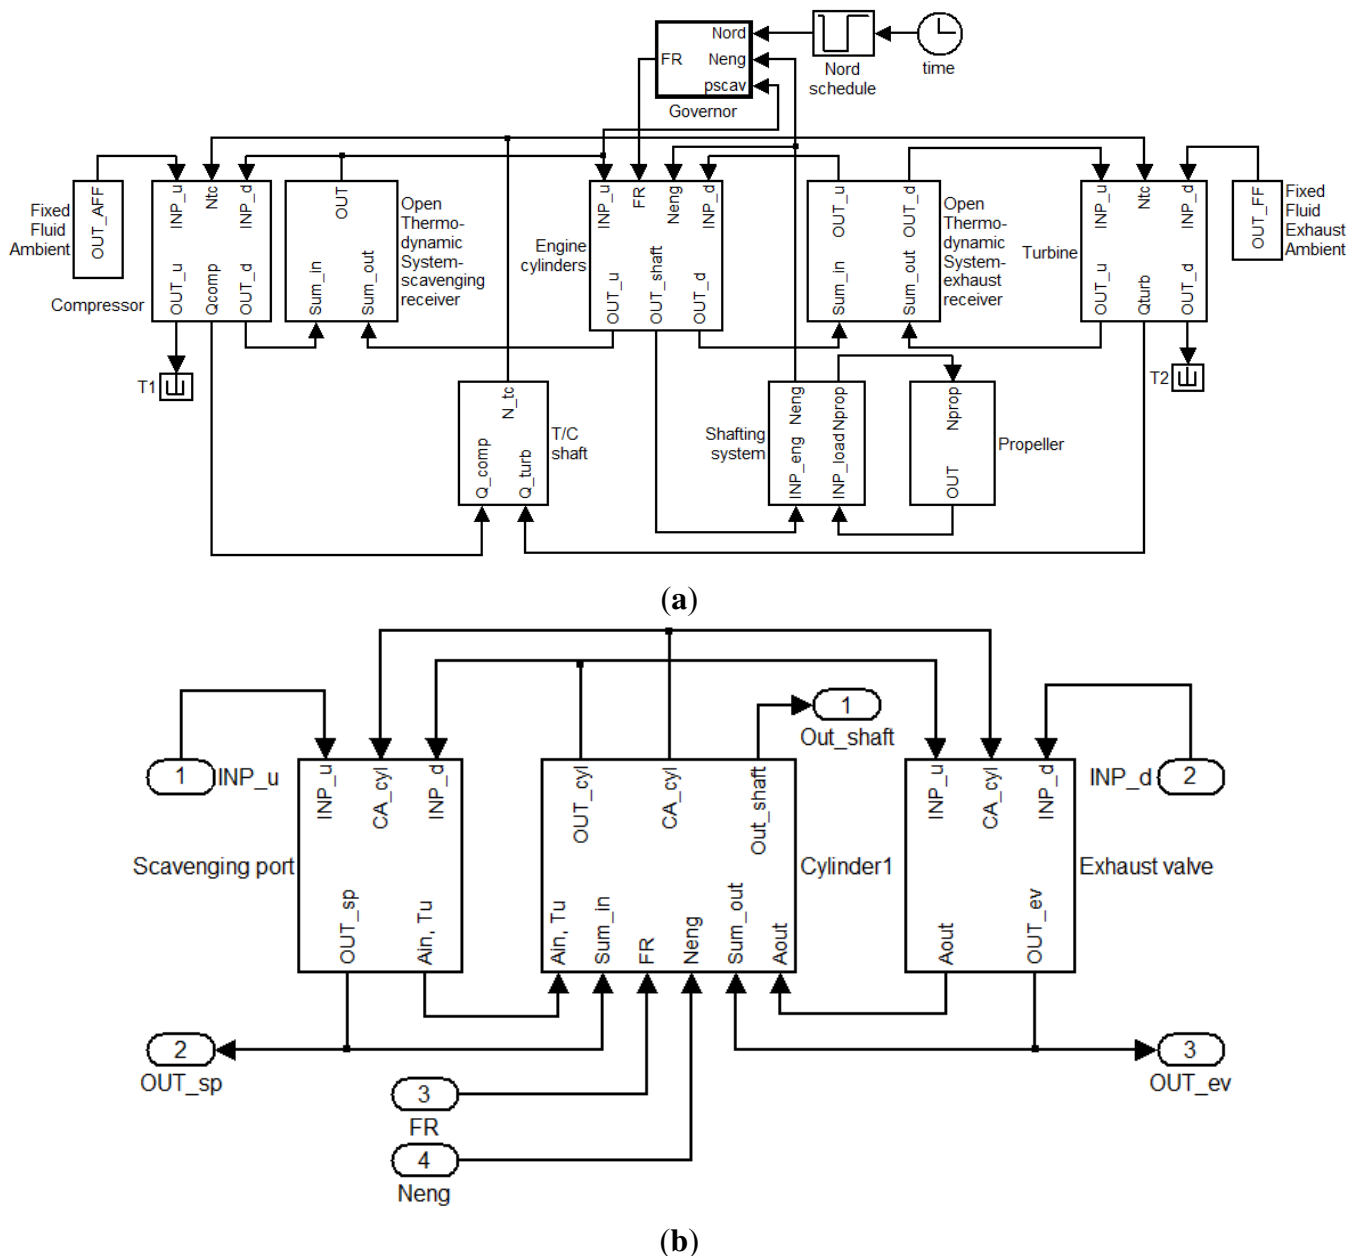 Nord
FR
Neng
pscav
Governor
Nord
schedule
time
Fixed
Fluid
Ambient
OUT_AFF
INP_u
Ntc
INP_d
OUT_u
Qcomp
OUT_d
Compressor
T1
OUT
Sum_in
Sum_out
Open
Thermo-
dynamic
System-
scavenging
receiver
Engine
cylinders
INP_u
FR
Neng
INP_d
OUT_u
OUT_shaft
OUT_d
OUT_u
OUT_d
Sum_in
Sum_out
Open
Thermo-
dynamic
System-
exhaust
receiver
Turbine
INP_u
Ntc
INP_d
OUT_u
Qturb
OUT_d
T2
OUT_FF
Fixed
Fluid
Exhaust
Ambient
N_tc
Q_comp
Q_turb
T/C
shaft
Shafting
system
Neng
Nprop
INP_eng
INP_load
Nprop
OUT
Propeller
(a)
1
INP_u
INP_u
CA_cyl
INP_d
Scavenging port
OUT_sp
Ain, Tu
OUT_cyl
CA_cyl
Out_shaft
1
Out_shaft
Cylinder1
Ain, Tu
Sum_in
FR
Neng
Sum_out
Aout
INP_u
CA_cyl
INP_d
INP_d
2
Exhaust valve
Aout
OUT_ev
2
OUT_sp
3
OUT_ev
3
FR
4
Neng
(b)